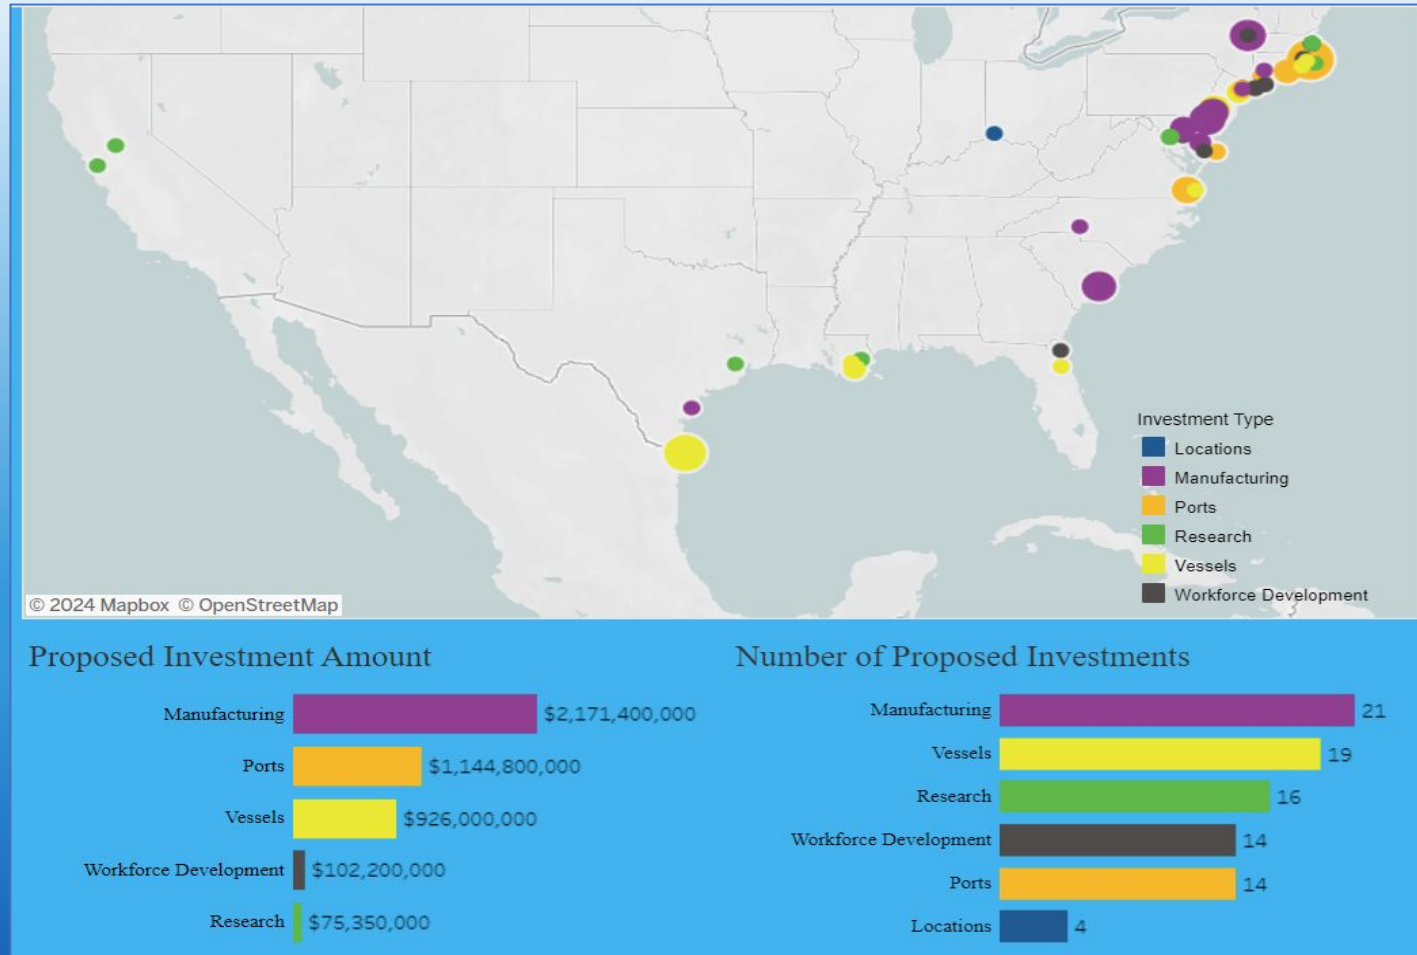 Investment Type
Locations
Manufacturing
Ports
Research
Vessels
Workforce Development
© 2024 Mapbox © OpenStreetMap
Proposed Investment Amount
Manufacturing $2,171,400,000
Ports $1,144,800,000
Vessels $926,000,000
Workforce Development $102,200,000
Research $75,350,000
Number of Proposed Investments
Manufacturing 21
Vessels 19
Research 16
Workforce Development 14
Ports 14
Locations 4